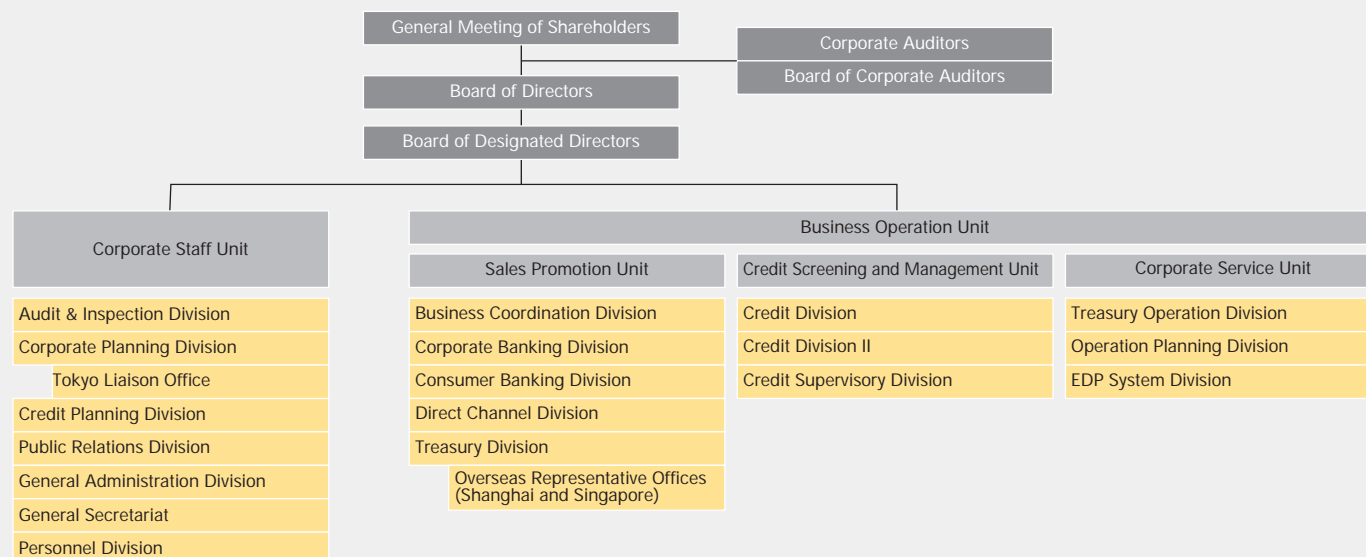 General Meeting of Shareholders
Corporate Auditors
Board of Corporate Auditors
Board of Directors
Board of Designated Directors
Corporate Staff Unit
Audit & Inspection Division
Corporate Planning Division
Tokyo Liaison Office
Credit Planning Division
Public Relations Division
General Administration Division
General Secretariat
Personnel Division
Business Operation Unit
Sales Promotion Unit
Business Coordination Division
Corporate Banking Division
Consumer Banking Division
Direct Channel Division
Treasury Division
Overseas Representative Offices
(Shanghai and Singapore)
Credit Screening and Management Unit
Credit Division
Credit Division II
Credit Supervisory Division
Corporate Service Unit
Treasury Operation Division
Operation Planning Division
EDP System Division